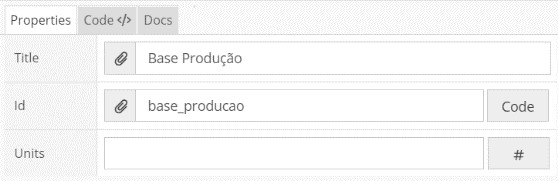 Properties Code </> Docs
Title Base Produção
Id base_producao Code
Units #